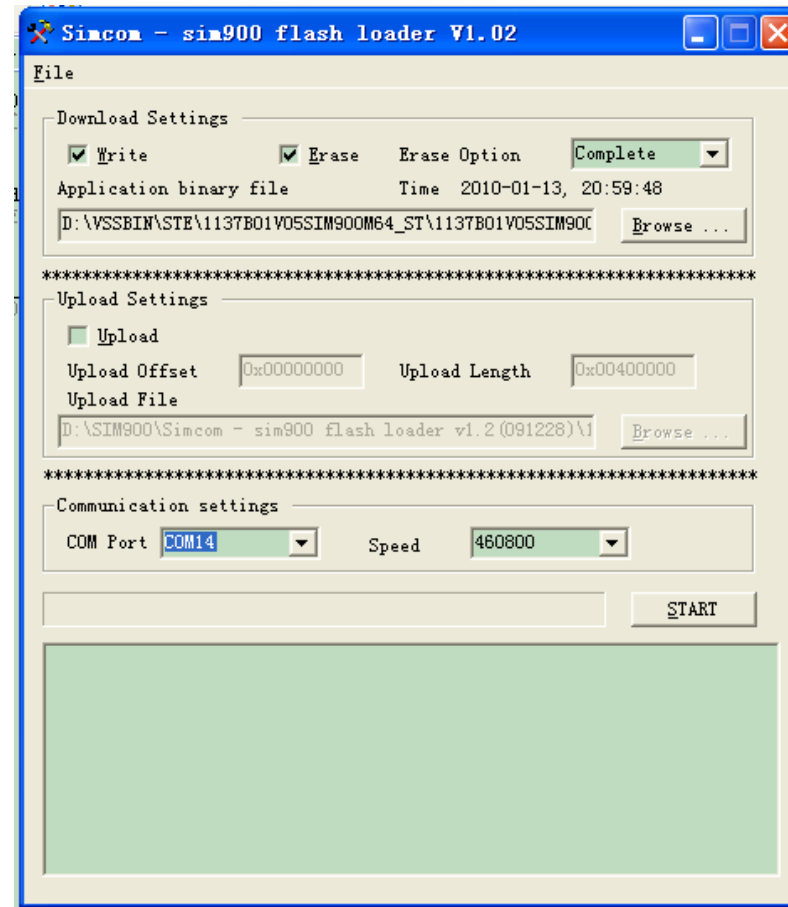 Simcom - sim900 flash loader V1.02
File
Download Settings
Write Erase Erase Option Complete
Application binary file Time 2010-01-13, 20:59:48
D:\VSSBIN\STE\1137B01V05SIM900M64_ST\1137B01V05SIM900 Browse ...
**********************************************************************
Upload Settings
Upload
Upload Offset 0x00000000 Upload Length 0x00400000
Upload File
D:\SIM900\Simcom - sim900 flash loader v1.2(091228)\1 Browse ...
**********************************************************************
Communication settings
COM Port COM14 Speed 460800
START